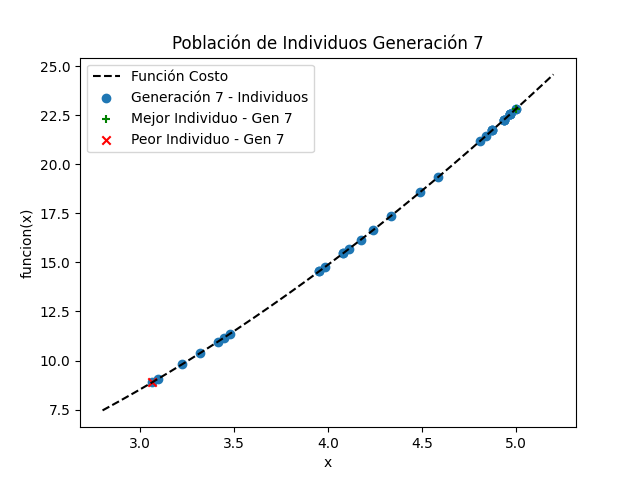 Población de Individuos Generación 7
Función Costo
Generación 7 - Individuos
Mejor Individuo - Gen 7
Peor Individuo - Gen 7
funcion(x)
25.0
22.5
20.0
17.5
15.0
12.5
10.0
7.5
3.0 3.5 4.0 4.5 5.0
x